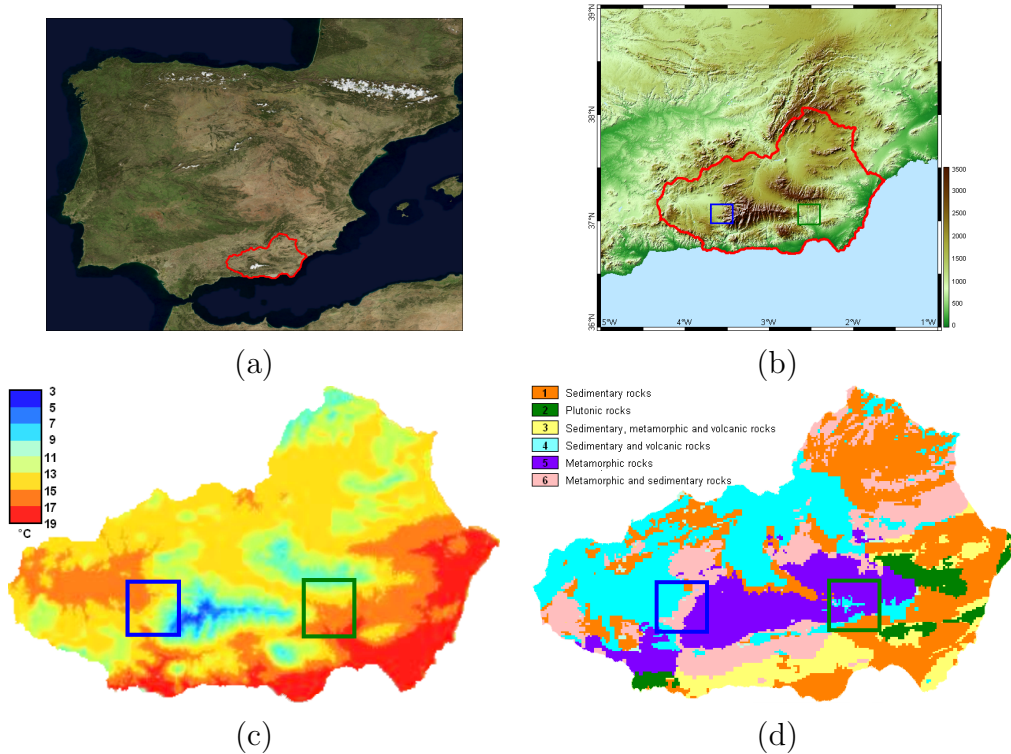 (a)
39°N
38°N
37°N
36°N
5°W
4°W
3°W
2°W
1°W
3500
3000
2500
2000
1500
1000
500
0
(b)
3
5
7
9
11
13
15
17
19
°C
(c)
1 Sedimentary rocks
2 Plutonic rocks
3 Sedimentary, metamorphic and volcanic rocks
4 Sedimentary and volcanic rocks
5 Metamorphic rocks
6 Metamorphic and sedimentary rocks
(d)